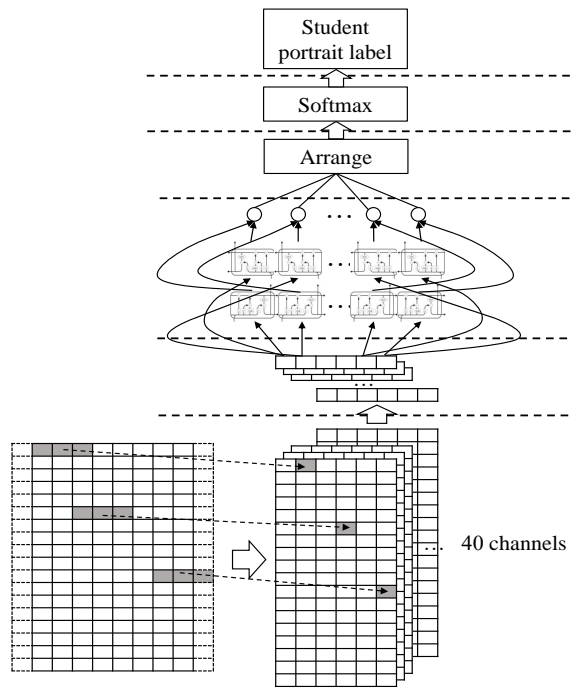 Student
portrait label
Softmax
Arrange
...
...
...
...
... 40 channels